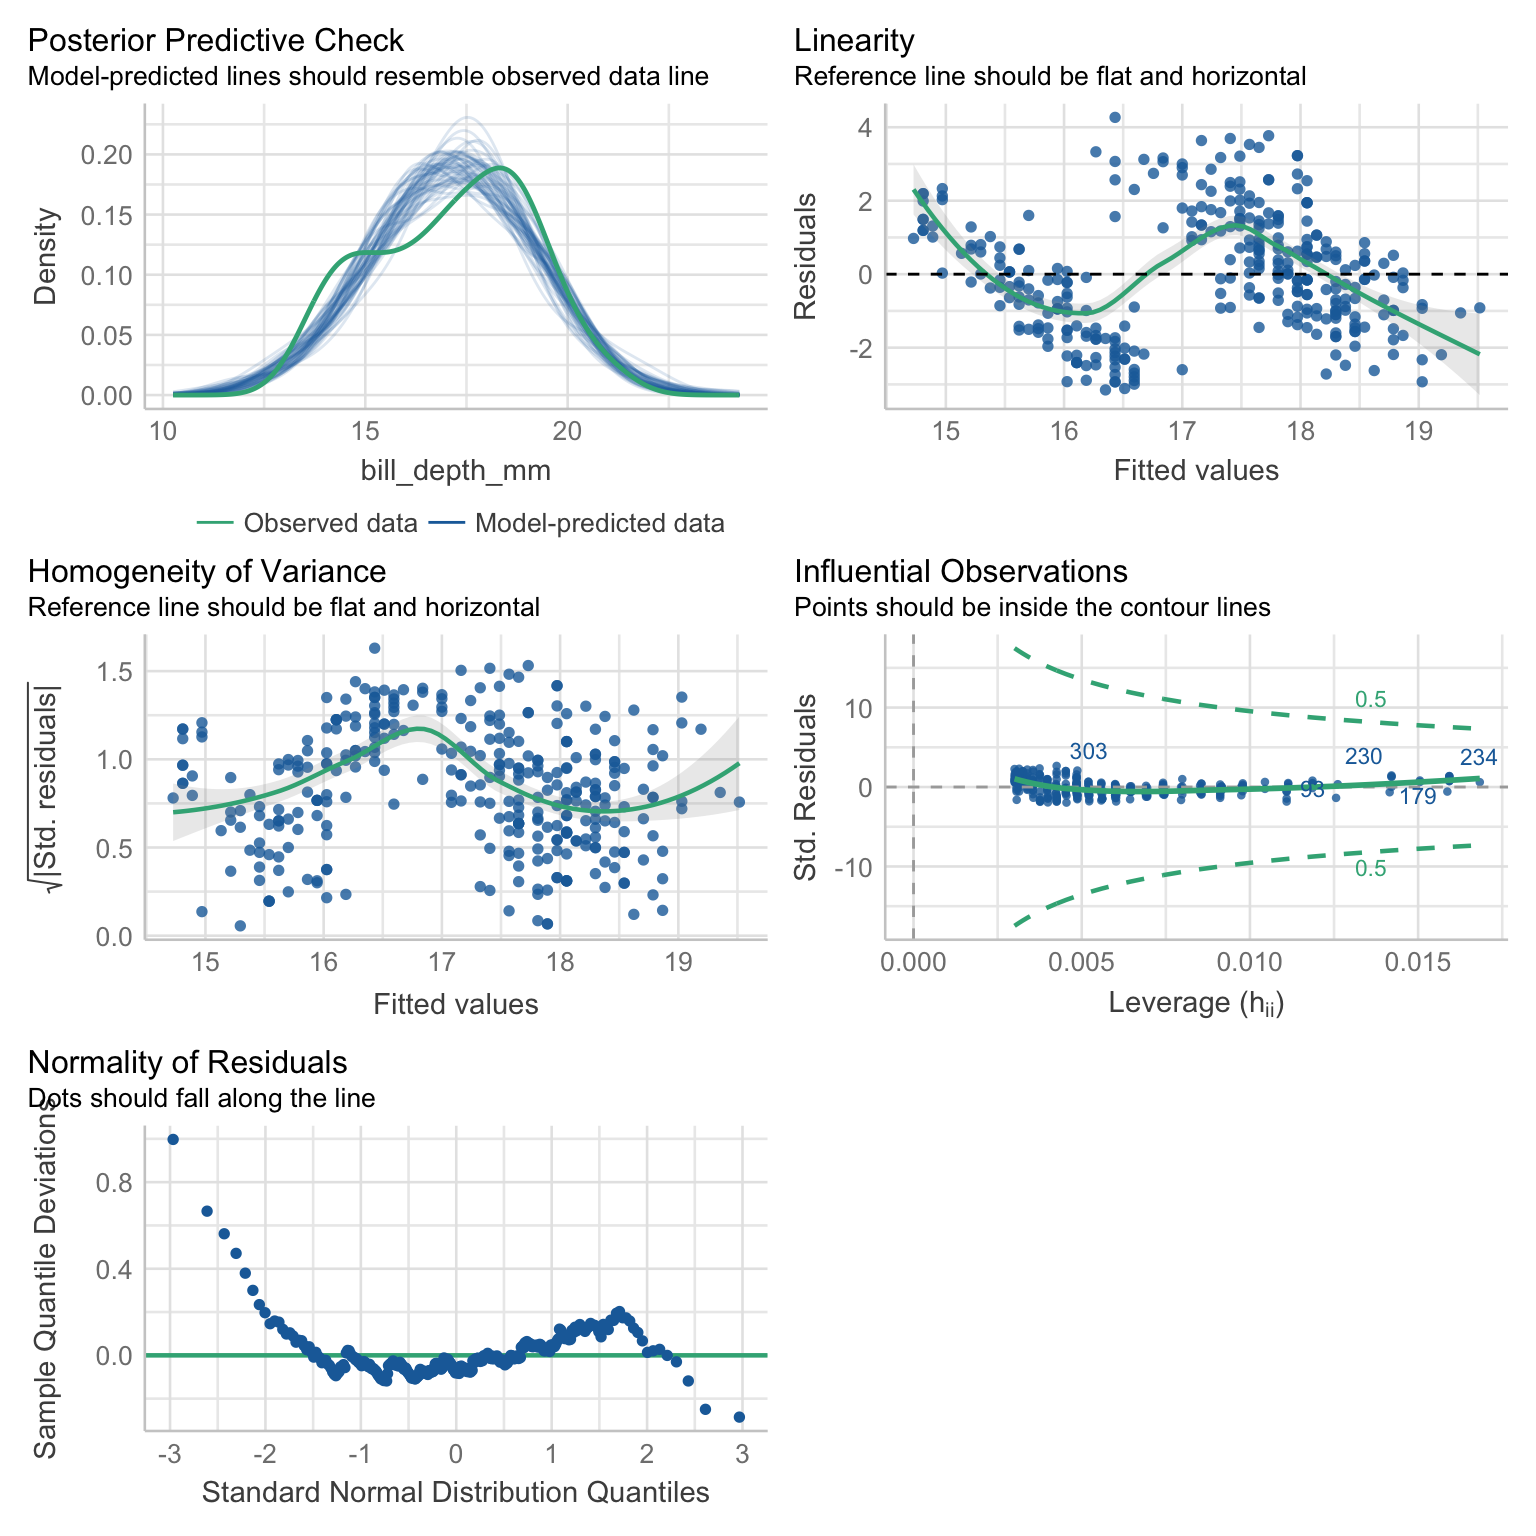 Posterior Predictive Check
Model-predicted lines should resemble observed data line
Density
0.20
0.15
0.10
0.05
0.00
10 15 20
bill_depth_mm
Observed data Model-predicted data
Linearity
Reference line should be flat and horizontal
Residuals
4
2
0
-2
15 16 17 18 19
Fitted values
Homogeneity of Variance
Reference line should be flat and horizontal
√|Std. residuals|
1.5
1.0
0.5
0.0
15 16 17 18 19
Fitted values
Influential Observations
Points should be inside the contour lines
Std. Residuals
10
0
-10
0.5
303 230 234
93 179
0.5
0.000 0.005 0.010 0.015
Leverage (hii)
Normality of Residuals
Dots should fall along the line
Sample Quantile Deviations
0.8
0.4
0.0
-3 -2 -1 0 1 2 3
Standard Normal Distribution Quantiles